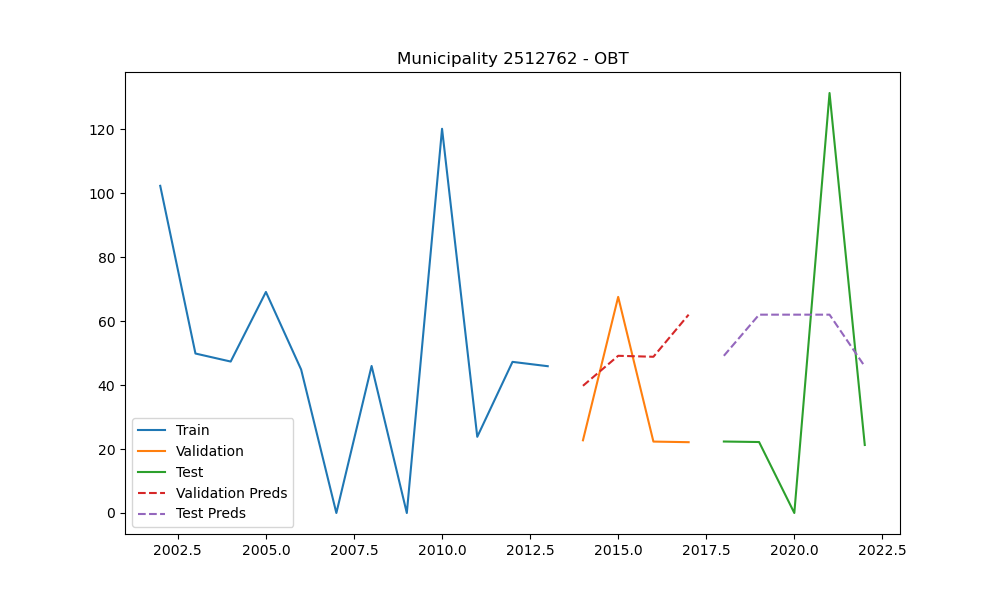 Municipality 2512762 - OBT
120
100
80
60
40
20
0
Train
Validation
Test
Validation Preds
Test Preds
2002.5 2005.0 2007.5 2010.0 2012.5 2015.0 2017.5 2020.0 2022.5